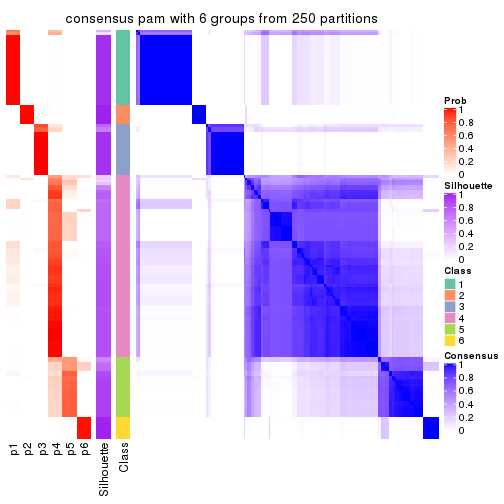 consensus pam with 6 groups from 250 partitions
Prob
1
0.8
0.6
0.4
0.2
0
Silhouette
1
0.8
0.6
0.4
0.2
0
Class
1
2
3
4
5
6
Consensus
1
0.8
0.6
0.4
0.2
0
p1
p2
p3
p4
p5
p6
Silhouette
Class